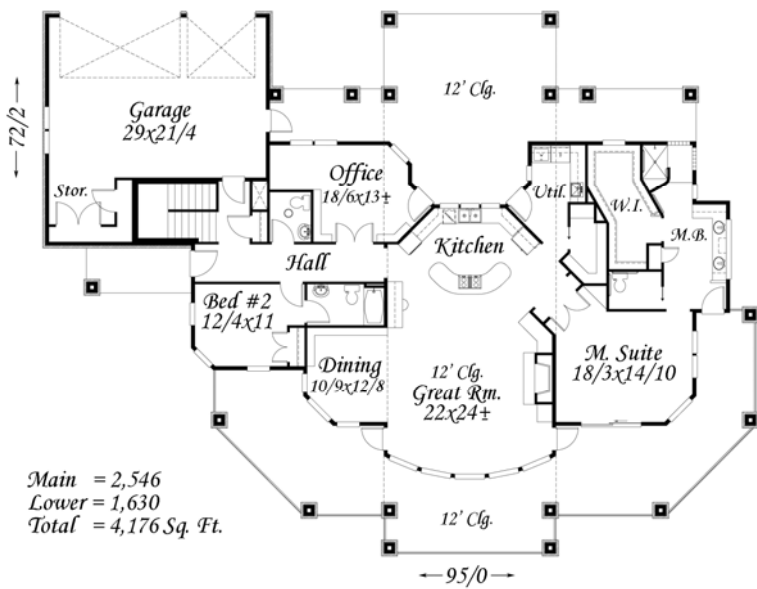 12' Clg.
72/2
Garage
29x21/4
Stor.
Office
18/6x13±
Util.
W.I.
M.B.
Kitchen
Hall
Bed #2
12/4x11
Dining
10/9x12/8
12' Clg.
Great Rm.
22x24±
M. Suite
18/3x14/10
Main = 2,546
Lower = 1,630
Total = 4,176 Sq. Ft.
12' Clg.
95/0